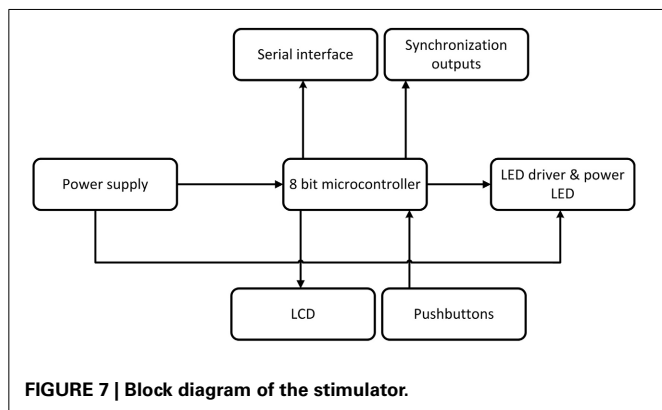 Serial interface
Synchronization
outputs
Power supply
8 bit microcontroller
LED driver & power
LED
LCD
Pushbuttons
FIGURE 7 | Block diagram of the stimulator.